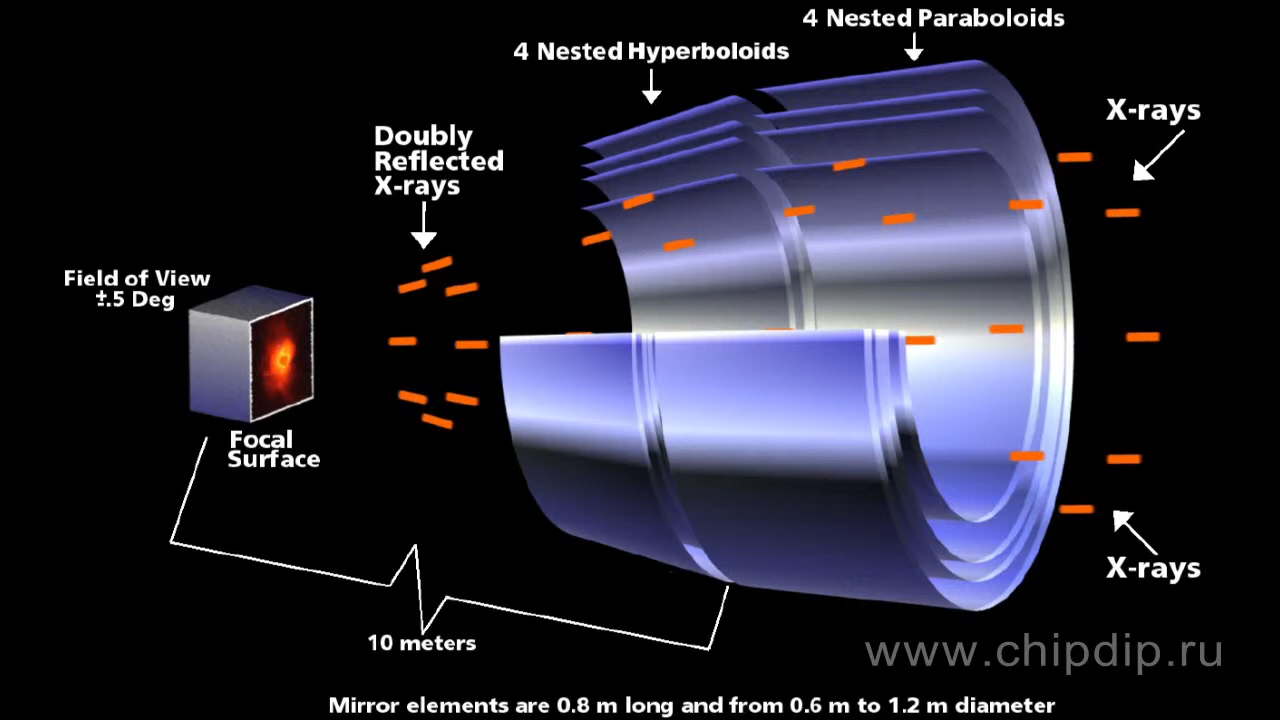 4 Nested Paraboloids
4 Nested Hyperboloids
X-rays
Doubly
Reflected
X-rays
Field of View
±.5 Deg
Focal
Surface
X-rays
10 meters
www.chipdip.ru
Mirror elements are 0.8 m long and from 0.6 m to 1.2 m diameter